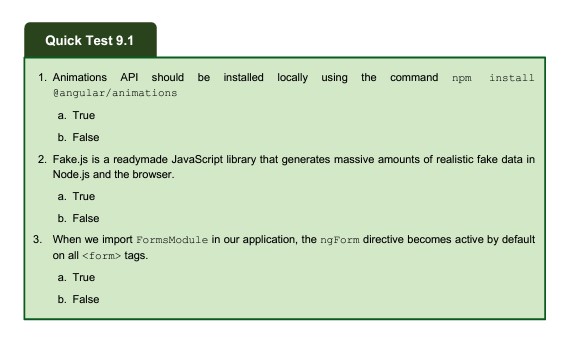 Quick Test 9.1
1. Animations API should be installed locally using the command npm install
@angular/animations
a. True
b. False
2. Fake.js is a readymade JavaScript library that generates massive amounts of realistic fake data in
Node.js and the browser.
a. True
b. False
3. When we import FormsModule in our application, the ngForm directive becomes active by default
on all <form> tags.
a. True
b. False